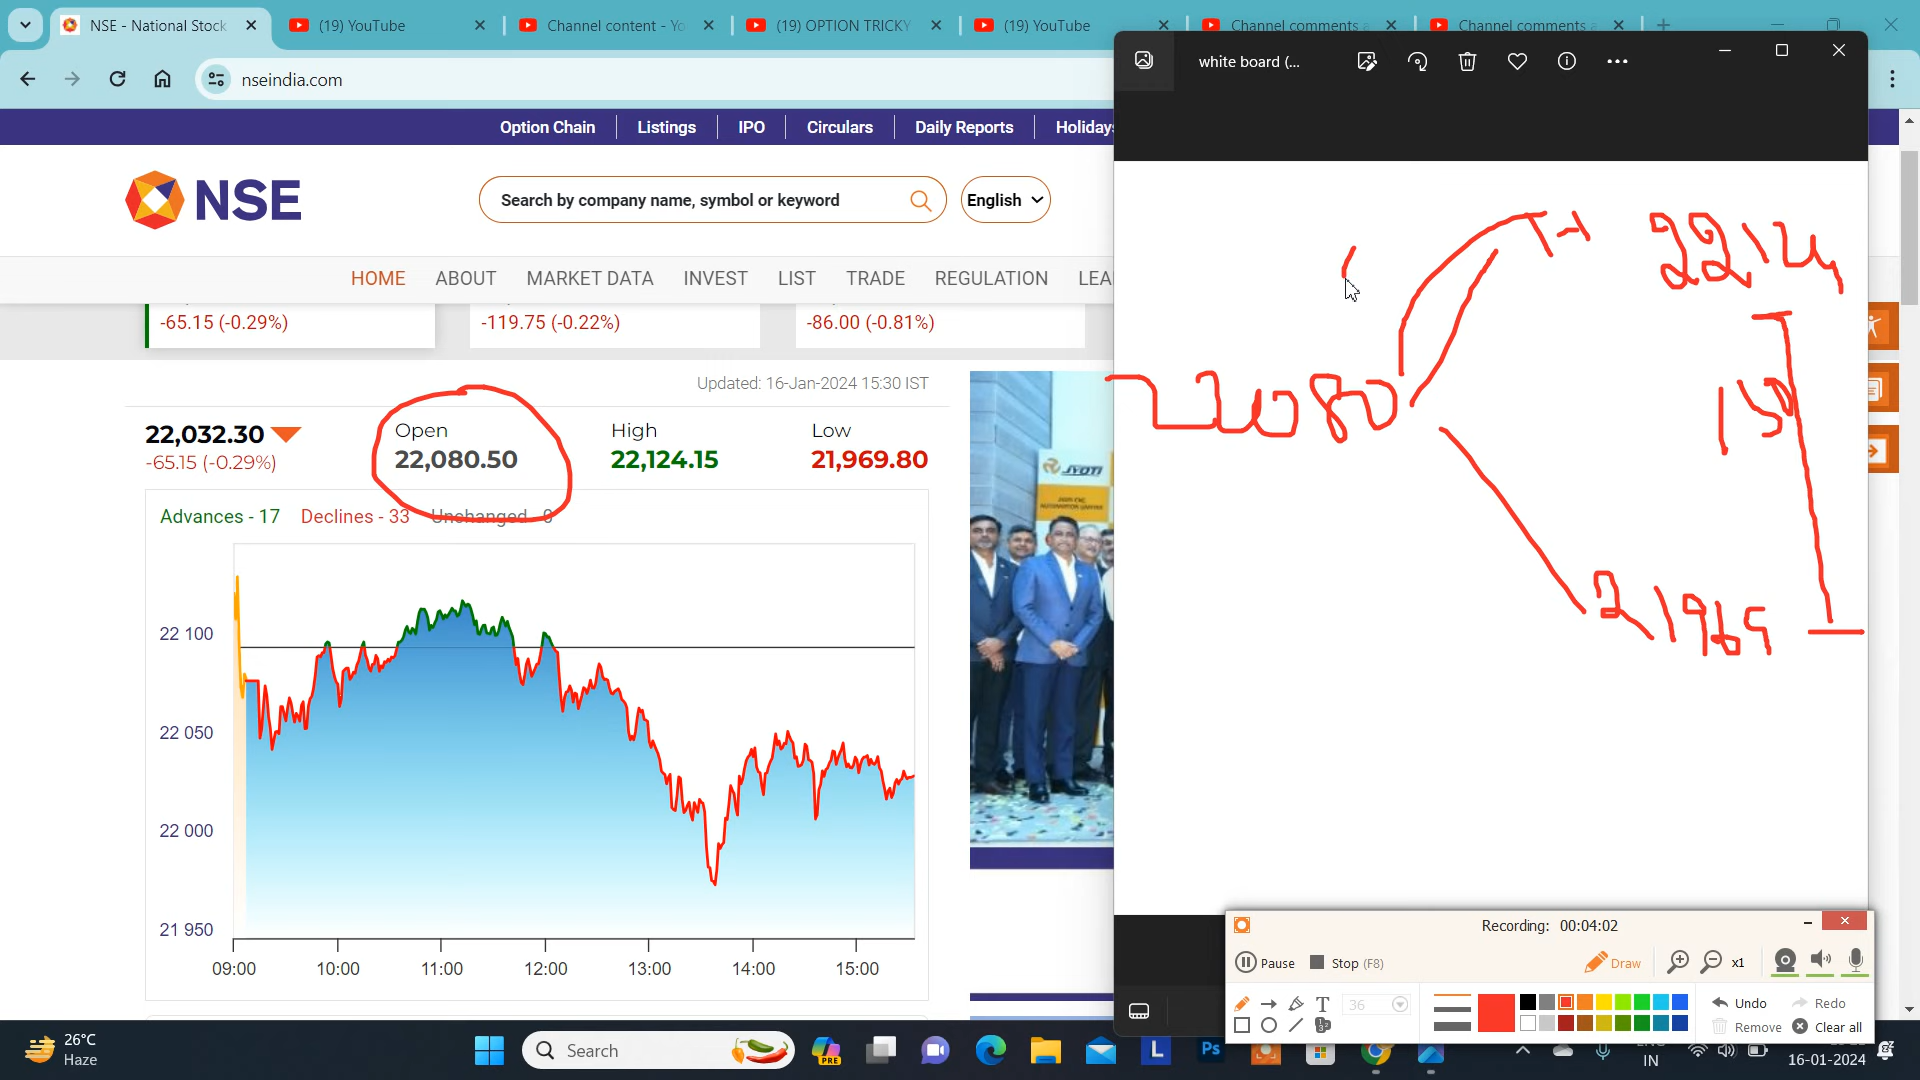 NSE - National Stock
(19) YouTube
Channel content - Yo
(19) OPTION TRICKY
(19) YouTube
Channel comments a
Channel comments a
nseindia.com
white board (...
Option Chain
Listings
IPO
Circulars
Daily Reports
Holidays
NSE
Search by company name, symbol or keyword
English
HOME
ABOUT
MARKET DATA
INVEST
LIST
TRADE
REGULATION
LEA
-65.15 (-0.29%)
-119.75 (-0.22%)
-86.00 (-0.81%)
Updated: 16-Jan-2024 15:30 IST
22,032.30
-65.15 (-0.29%)
Open
22,080.50
High
22,124.15
Low
21,969.80
Advances - 17
Declines - 33
Unchanged - 0
22 100
22 050
22 000
21 950
09:00
10:00
11:00
12:00
13:00
14:00
15:00
JYOTI
22124
22080
150
21969
Recording: 00:04:02
Pause
Stop (F8)
Draw
x1
T
36
Undo
Redo
Remove
Clear all
26°C
Haze
Search
PRE
L
Ps
IN
16-01-2024